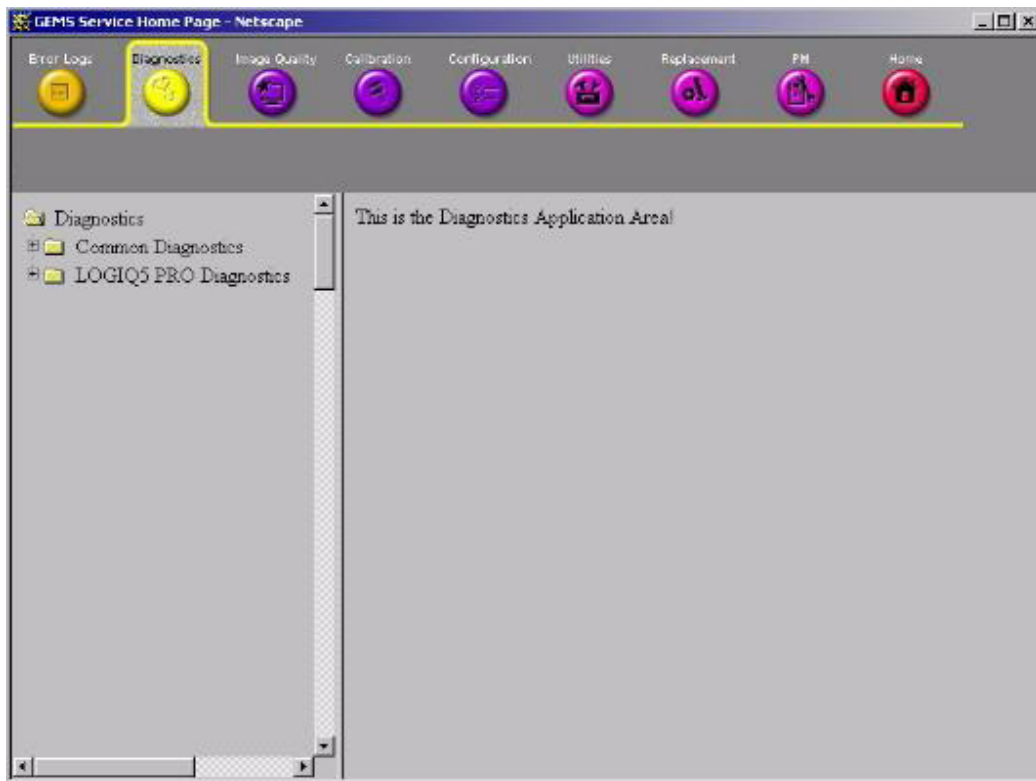 GEMS Service Home Page - Netscape
Error Logs Diagnostics Image Quality Calibration Configuration Utilities Replacement PM Home
Diagnostics
Common Diagnostics
LOGIQ5 PRO Diagnostics
This is the Diagnostics Application Area!